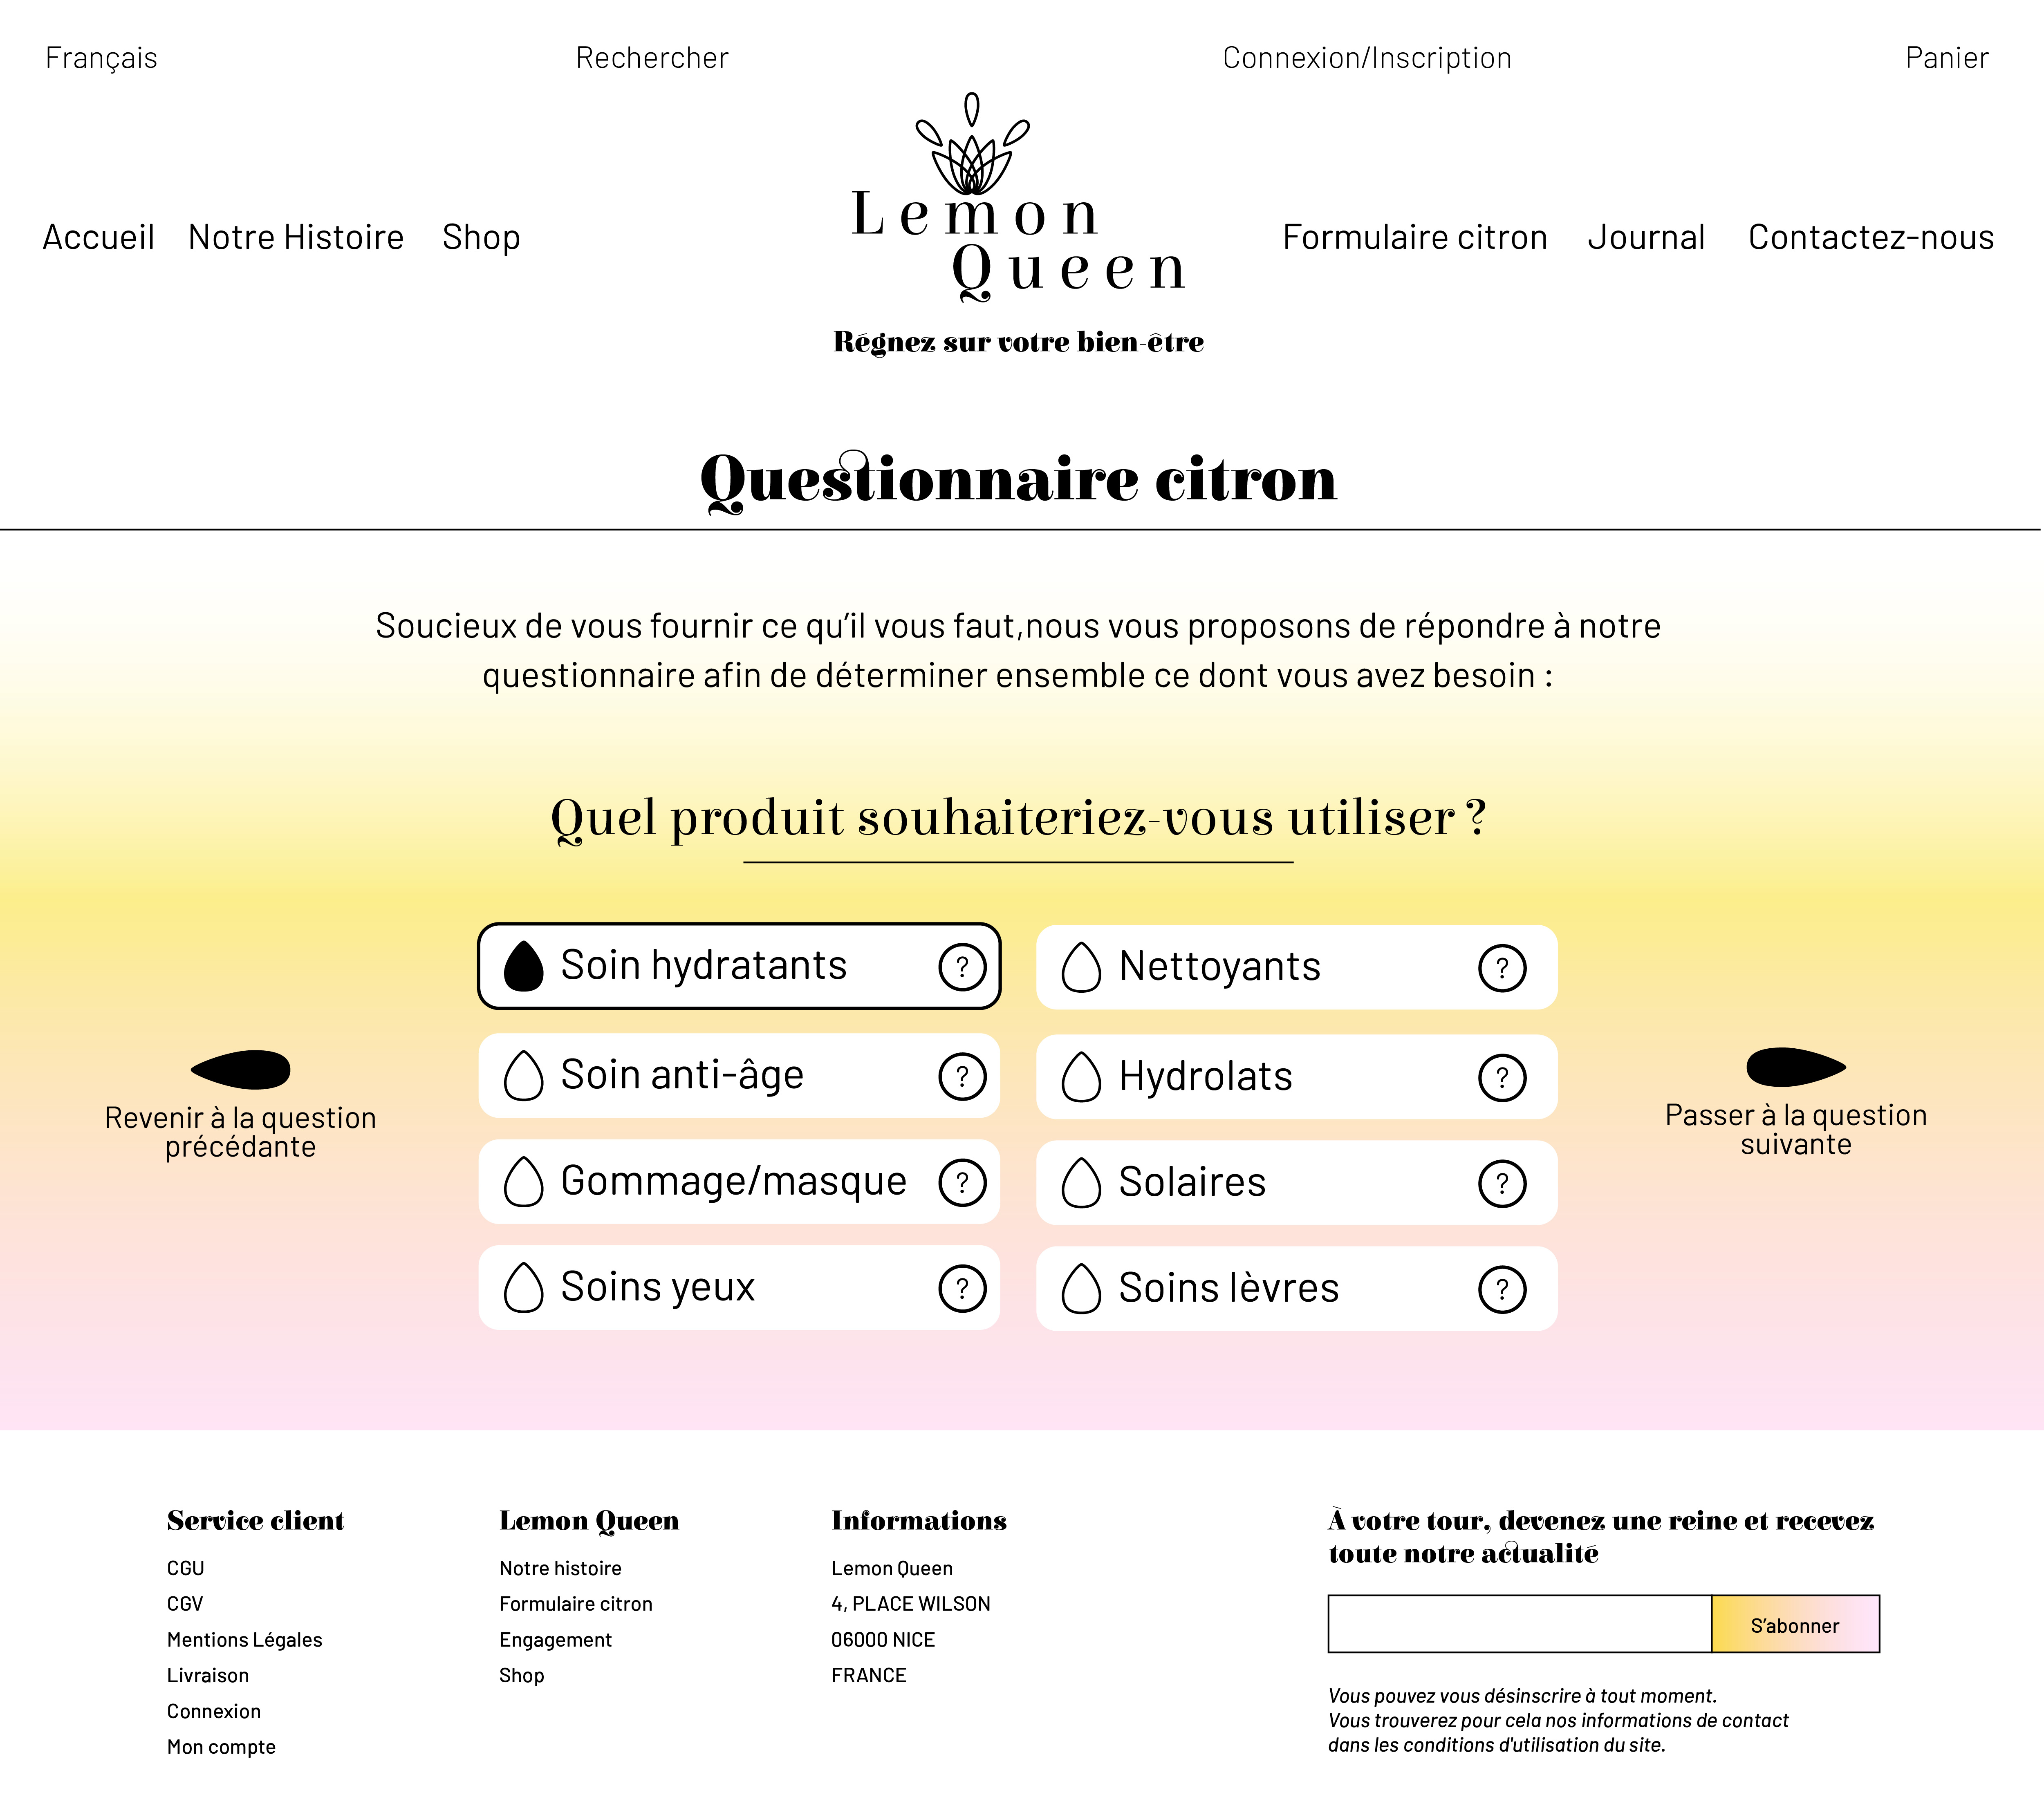 Français
Rechercher
Connexion/Inscription
Panier
Accueil
Notre Histoire
Shop
Lemon
Queen
Régnez sur votre bien-être
Formulaire citron
Journal
Contactez-nous
Questionnaire citron
Soucieux de vous fournir ce qu’il vous faut,nous vous proposons de répondre à notre
questionnaire afin de déterminer ensemble ce dont vous avez besoin :
Quel produit souhaiteriez-vous utiliser ?
Soin hydratants
?
Nettoyants
?
Soin anti-âge
?
Hydrolats
?
Gommage/masque
?
Solaires
?
Soins yeux
?
Soins lèvres
?
Revenir à la question
précédante
Passer à la question
suivante
Service client
CGU
CGV
Mentions Légales
Livraison
Connexion
Mon compte
Lemon Queen
Notre histoire
Formulaire citron
Engagement
Shop
Informations
Lemon Queen
4, PLACE WILSON
06000 NICE
FRANCE
À votre tour, devenez une reine et recevez
toute notre actualité
S’abonner
Vous pouvez vous désinscrire à tout moment.
Vous trouverez pour cela nos informations de contact
dans les conditions d'utilisation du site.